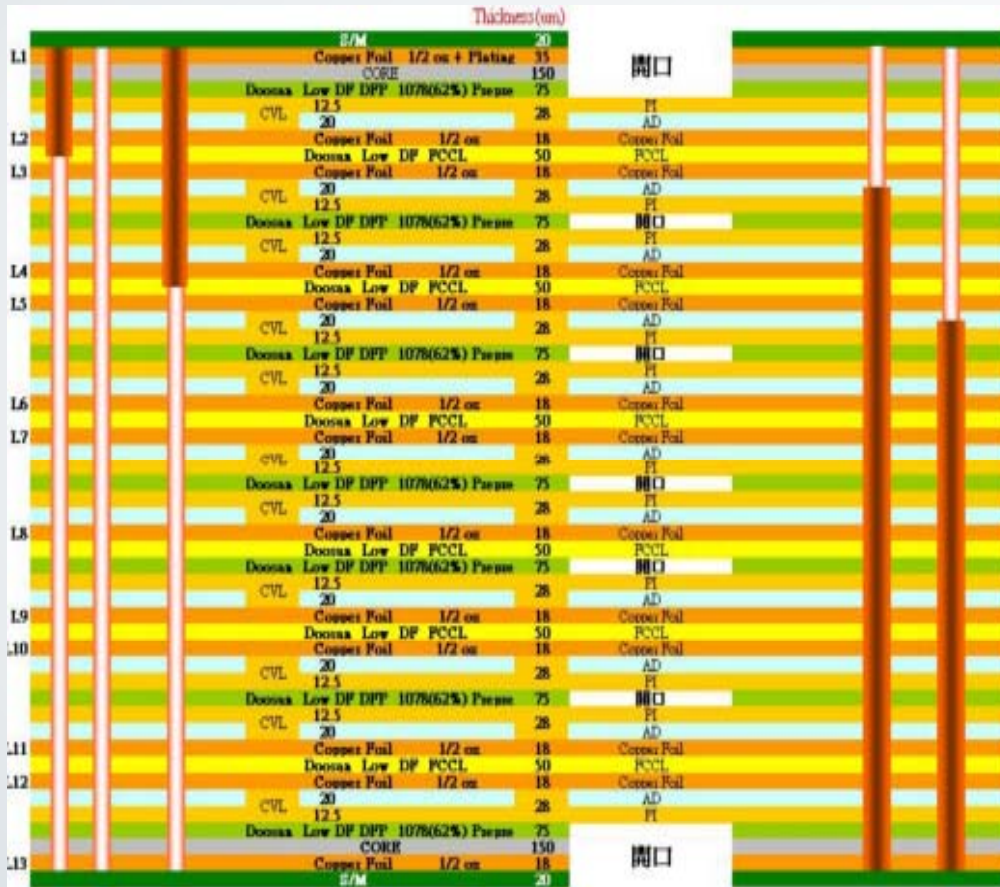 Thickness(um)
S/M 20
L1 Copper Foil 1/2 oz + Plating 35
CORE 150 開口
Doosan Low DF DFP 1078(62%) Prepre 75
12.5 PI
CVL 28
20 AD
L2 Copper Foil 1/2 oz 18 Copper Foil
Doosan Low DF FCCL 50 FCCL
L3 Copper Foil 1/2 oz 18 Copper Foil
20 AD
CVL 28
12.5 PI
Doosan Low DF DFP 1078(62%) Prepre 75 開口
12.5 PI
CVL 28
20 AD
L4 Copper Foil 1/2 oz 18 Copper Foil
Doosan Low DF FCCL 50 FCCL
L5 Copper Foil 1/2 oz 18 Copper Foil
20 AD
CVL 28
12.5 PI
Doosan Low DF DFP 1078(62%) Prepre 75 開口
12.5 PI
CVL 28
20 AD
L6 Copper Foil 1/2 oz 18 Copper Foil
Doosan Low DF FCCL 50 FCCL
L7 Copper Foil 1/2 oz 18 Copper Foil
20 AD
CVL 28
12.5 PI
Doosan Low DF DFP 1078(62%) Prepre 75 開口
12.5 PI
CVL 28
20 AD
L8 Copper Foil 1/2 oz 18 Copper Foil
Doosan Low DF FCCL 50 FCCL
Doosan Low DF DFP 1078(62%) Prepre 75 開口
12.5 PI
CVL 28
20 AD
L9 Copper Foil 1/2 oz 18 Copper Foil
Doosan Low DF FCCL 50 FCCL
L10 Copper Foil 1/2 oz 18 Copper Foil
20 AD
CVL 28
12.5 PI
Doosan Low DF DFP 1078(62%) Prepre 75 開口
12.5 PI
CVL 28
20 AD
L11 Copper Foil 1/2 oz 18 Copper Foil
Doosan Low DF FCCL 50 FCCL
L12 Copper Foil 1/2 oz 18 Copper Foil
20 AD
CVL 28
12.5 PI
Doosan Low DF DFP 1078(62%) Prepre 75
CORE 150 開口
L13 Copper Foil 1/2 oz 18
S/M 20